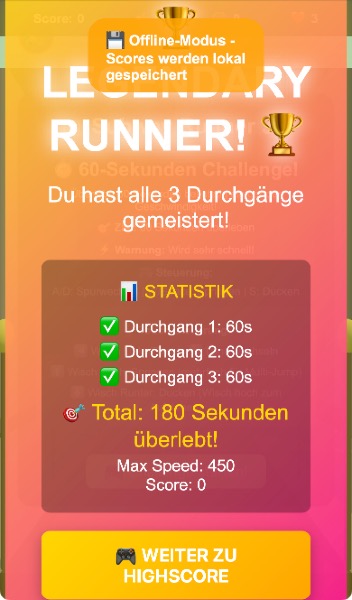 Score: 0
3
💾 Offline-Modus -
Scores werden lokal
gespeichert
LEGENDARY
RUNNER! 🏆
60-Sekunden Challenge!
Du hast alle 3 Durchgänge
gemeistert!
Warnung: Wird sehr schnell!
Steuerung:
📊 STATISTIK
✅ Durchgang 1: 60s
✅ Durchgang 2: 60s
✅ Durchgang 3: 60s
🎯 Total: 180 Sekunden
überlebt!
Max Speed: 450
Score: 0
🎮 WEITER ZU
HIGHSCORE